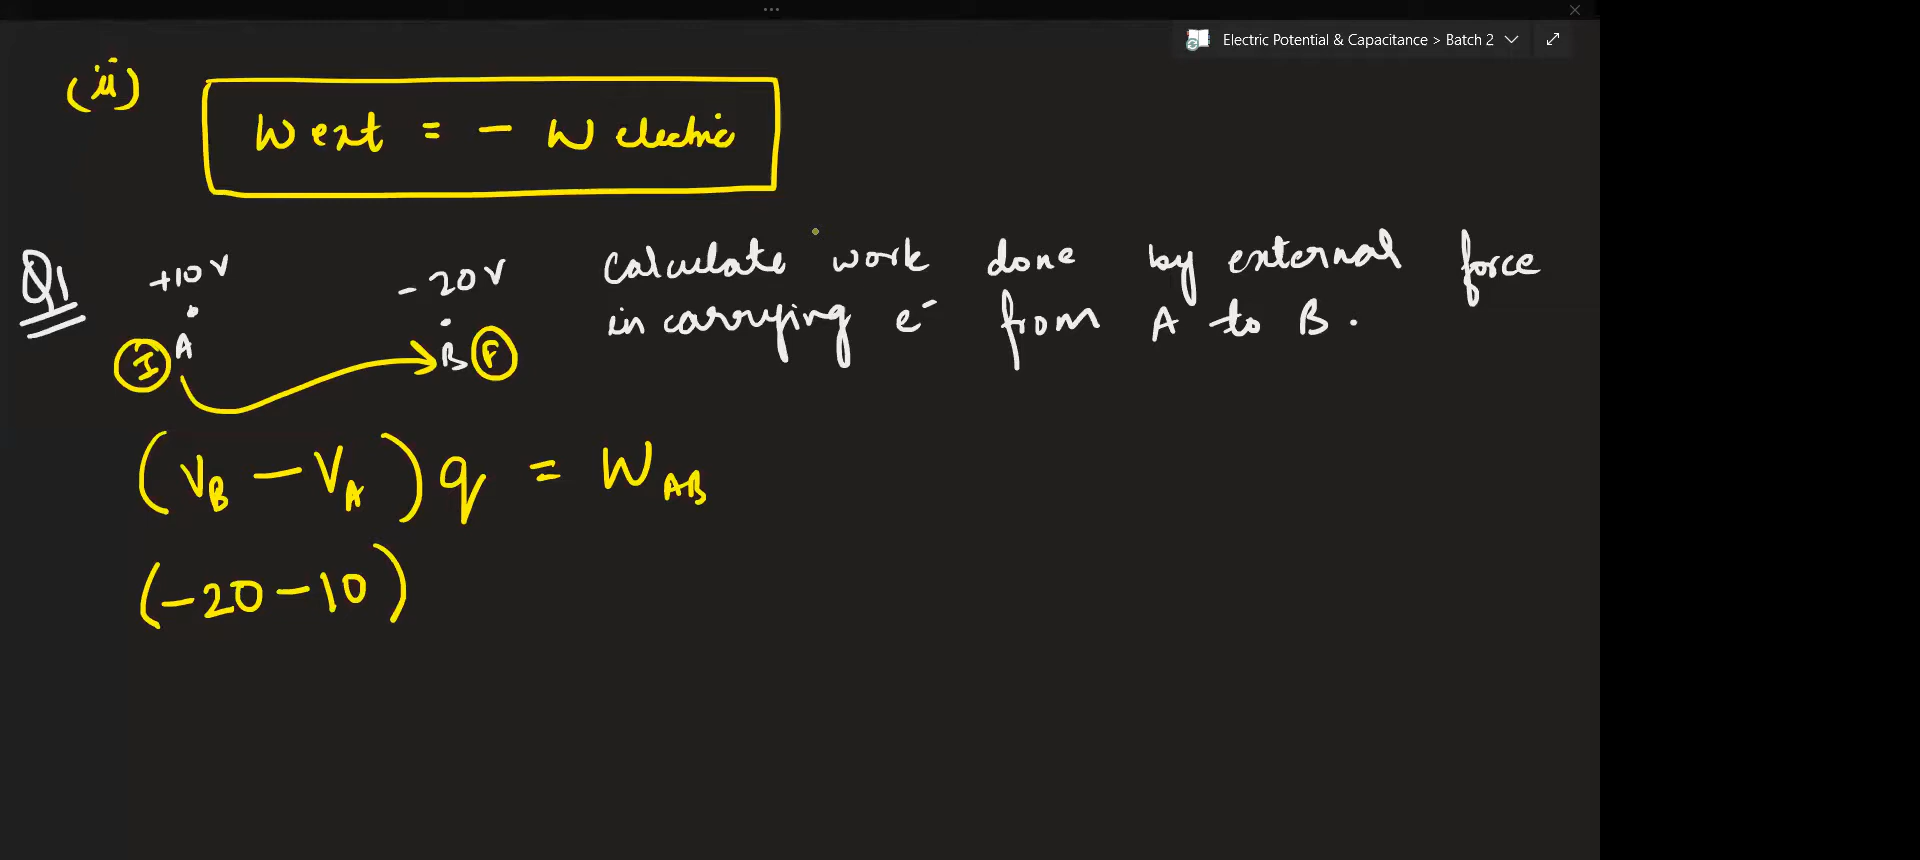 Electric Potential & Capacitance > Batch 2
(ii) W ext = - W electric
Q1 +10 V - 20 V Calculate work done by external force
in carrying e⁻ from A to B.
I A B F
(V_B - V_A) q = W_AB
(-20 - 10)